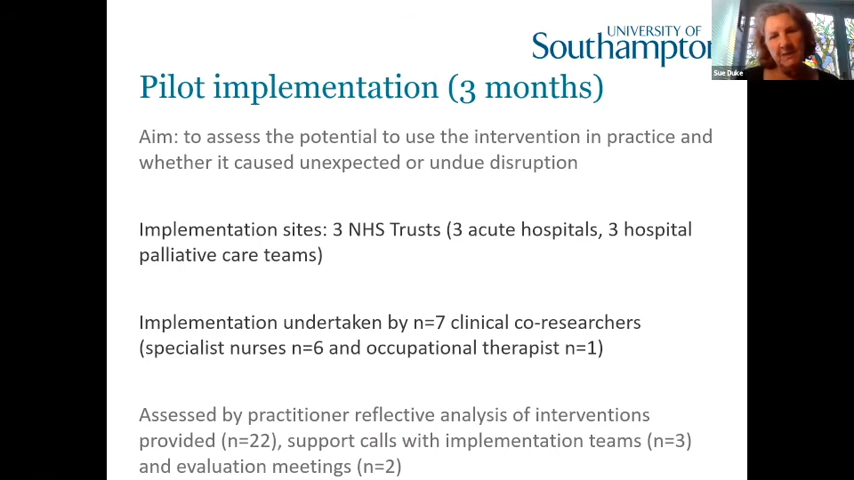 UNIVERSITY OF
Southampton
Sue Duke
Pilot implementation (3 months)
Aim: to assess the potential to use the intervention in practice and
whether it caused unexpected or undue disruption
Implementation sites: 3 NHS Trusts (3 acute hospitals, 3 hospital
palliative care teams)
Implementation undertaken by n=7 clinical co-researchers
(specialist nurses n=6 and occupational therapist n=1)
Assessed by practitioner reflective analysis of interventions
provided (n=22), support calls with implementation teams (n=3)
and evaluation meetings (n=2)